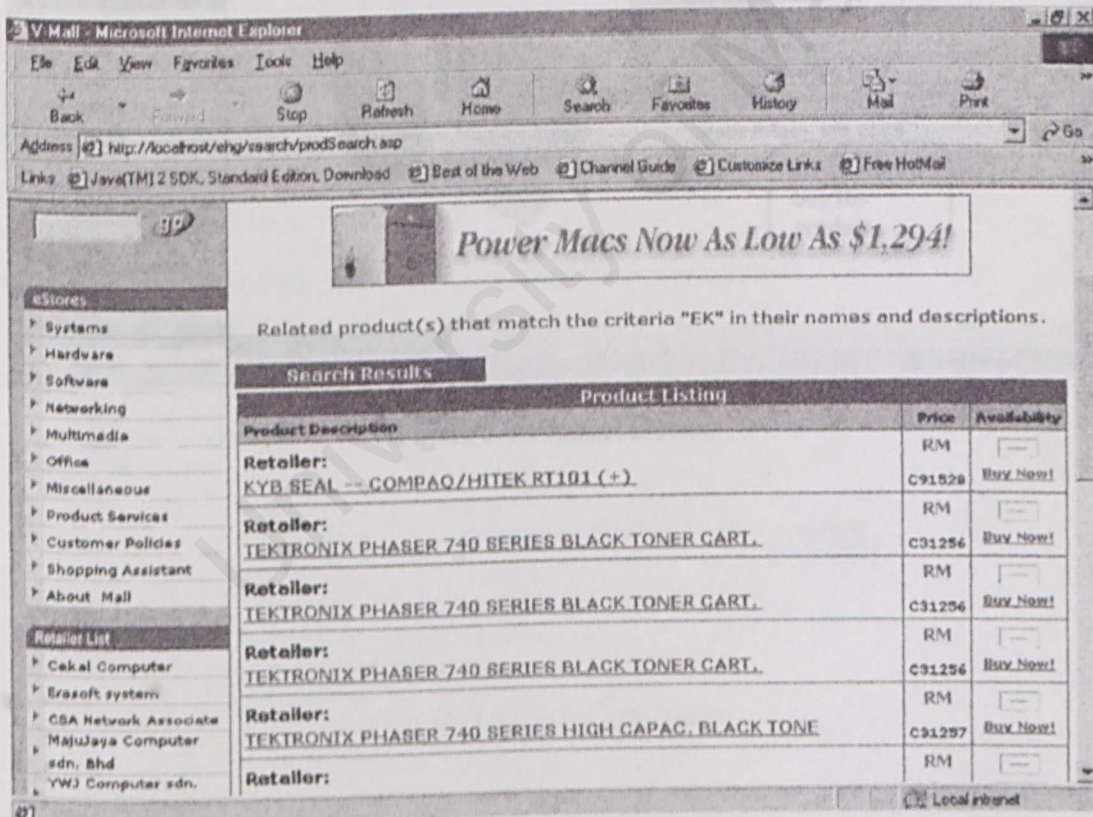 V-Mall - Microsoft Internet Explorer
File Edit View Favorites Tools Help
Back Forward Stop Refresh Home Search Favorites History Mail Print
Address http://localhost/ehg/search/prodSearch.asp Go
Links Java(TM) 2 SDK, Standard Edition, Download Best of the Web Channel Guide Customize Links Free HotMail
go
Power Macs Now As Low As $1,294!
eStores
Systems
Hardware
Software
Networking
Multimedia
Office
Miscellaneous
Product Services
Customer Policies
Shopping Assistant
About Mall
Retailer List
Cekal Computer
Erasoft system
CSA Network Associate
MajuJaya Computer
sdn. Bhd
YWJ Computer sdn.
Related product(s) that match the criteria "EK" in their names and descriptions.
Search Results
Product Listing
Product Description Price Availability
Retailer: RM
KYB SEAL -- COMPAQ/HITEK RT101 (+) C91528 Buy Now!
Retailer: RM
TEKTRONIX PHASER 740 SERIES BLACK TONER CART. C31256 Buy Now!
Retailer: RM
TEKTRONIX PHASER 740 SERIES BLACK TONER CART. C31256 Buy Now!
Retailer: RM
TEKTRONIX PHASER 740 SERIES BLACK TONER CART. C31256 Buy Now!
Retailer: RM
TEKTRONIX PHASER 740 SERIES HIGH CAPAC. BLACK TONE C31257 Buy Now!
Retailer: RM
Local intranet
University of M